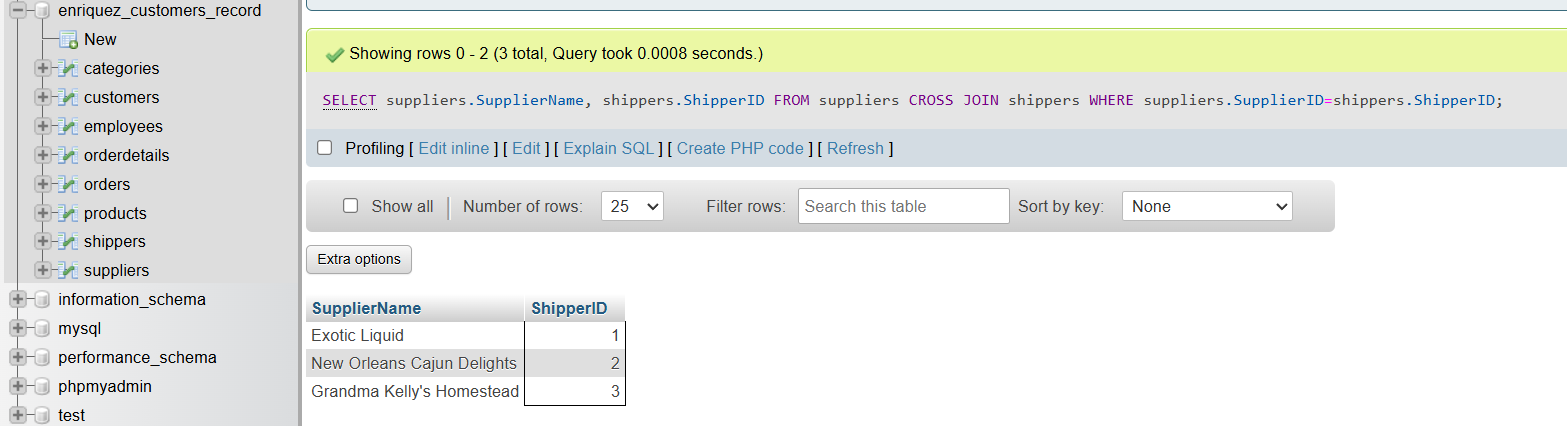 enriquez_customers_record
New
categories
customers
employees
orderdetails
orders
products
shippers
suppliers
information_schema
mysql
performance_schema
phpmyadmin
test
Showing rows 0 - 2 (3 total, Query took 0.0008 seconds.)
SELECT suppliers.SupplierName, shippers.ShipperID FROM suppliers CROSS JOIN shippers WHERE suppliers.SupplierID=shippers.ShipperID;
Profiling [ Edit inline ] [ Edit ] [ Explain SQL ] [ Create PHP code ] [ Refresh ]
Show all Number of rows: 25 Filter rows: Search this table Sort by key: None
Extra options
SupplierName ShipperID
Exotic Liquid 1
New Orleans Cajun Delights 2
Grandma Kelly's Homestead 3